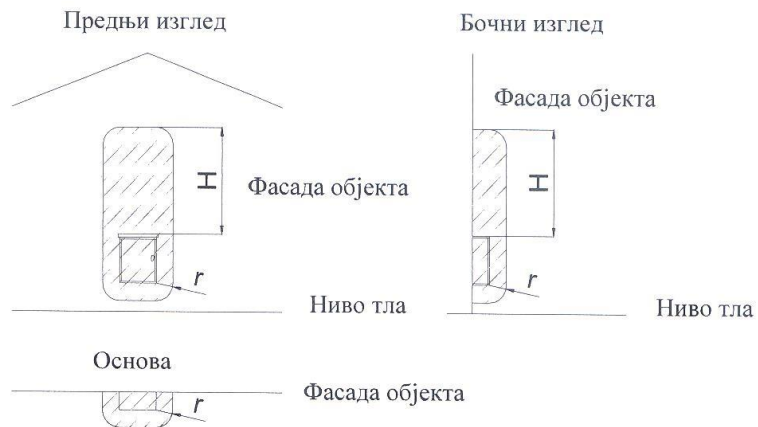 Предњи изглед
Бочни изглед
Фасада објекта
H
H
Фасада објекта
r
r
Ниво тла
Ниво тла
Основа
Фасада објекта
r